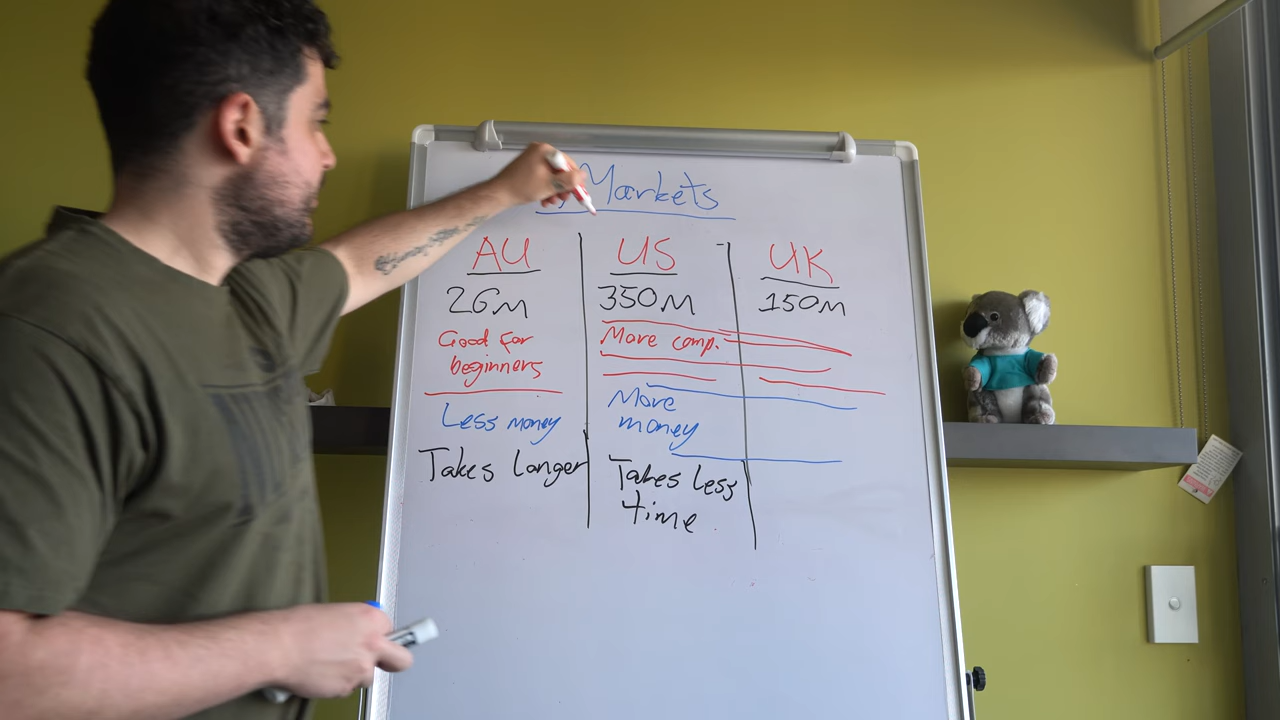 Markets
AU
26m
Good for
beginners
Less money
Takes longer
US
350m
More comp.
More
money
Takes less
time
UK
150m